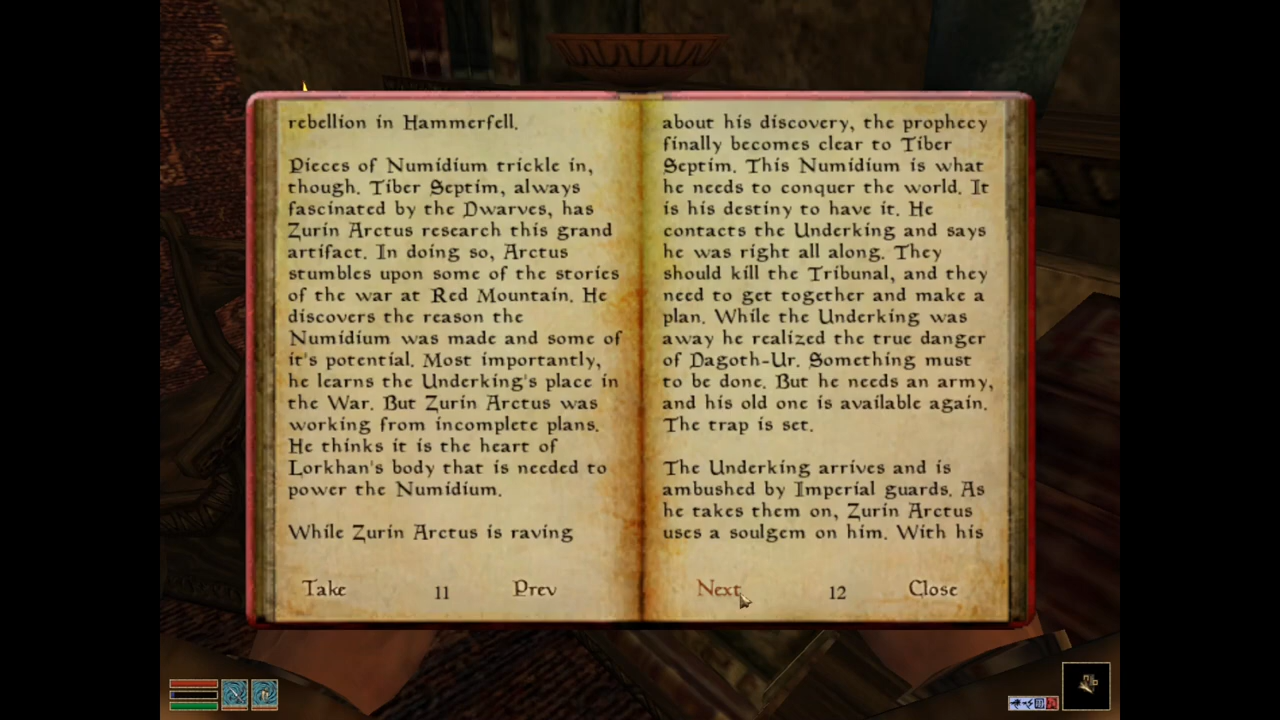 rebellion in Hammerfell.
Pieces of Numidium trickle in,
though. Tiber Septim, always
fascinated by the Dwarves, has
Zurin Arctus research this grand
artifact. In doing so, Arctus
stumbles upon some of the stories
of the war at Red Mountain. He
discovers the reason the
Numidium was made and some of
it's potential. Most importantly,
he learns the Underking's place in
the War. But Zurin Arctus was
working from incomplete plans.
He thinks it is the heart of
Lorkhan's body that is needed to
power the Numidium.
While Zurin Arctus is raving
Take
11
Prev
about his discovery, the prophecy
finally becomes clear to Tiber
Septim. This Numidium is what
he needs to conquer the world. It
is his destiny to have it. He
contacts the Underking and says
he was right all along. They
should kill the Tribunal, and they
need to get together and make a
plan. While the Underking was
away he realized the true danger
of Dagoth-Ur. Something must
to be done. But he needs an army,
and his old one is available again.
The trap is set.
The Underking arrives and is
ambushed by Imperial guards. As
he takes them on, Zurin Arctus
uses a soulgem on him. With his
Next
12
Close